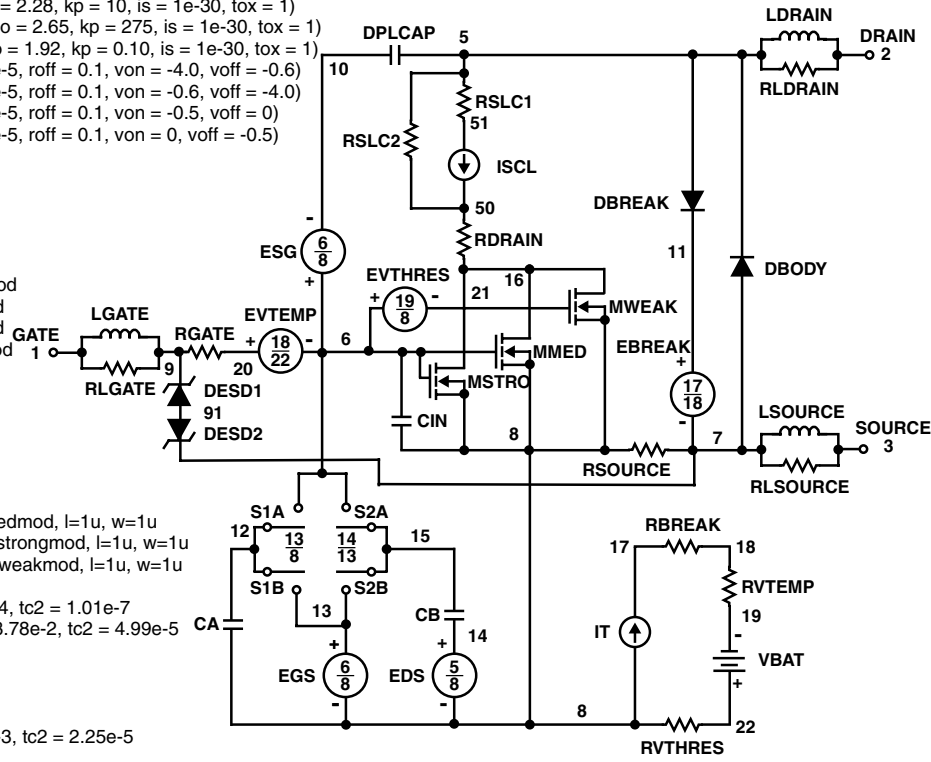 = 2.28, kp = 10, is = 1e-30, tox = 1)
o = 2.65, kp = 275, is = 1e-30, tox = 1)
o = 1.92, kp = 0.10, is = 1e-30, tox = 1)
e-5, roff = 0.1, von = -4.0, voff = -0.6)
e-5, roff = 0.1, von = -0.6, voff = -4.0)
e-5, roff = 0.1, von = -0.5, voff = 0)
e-5, roff = 0.1, von = 0, voff = -0.5)
DPLCAP 5
10
LDRAIN
DRAIN
2
RLDRAIN
RSLC1
51
RSLC2
ISCL
50
RDRAIN
DBREAK
11
DBODY
-
ESG 6/8
+
EVTHRES
+ 19/8 -
16
21
MWEAK
od
d
d
od
GATE
1
LGATE
RLGATE
9
RGATE
20
EVTEMP
+ 18/22 -
6
MMED
MSTRO
EBREAK
+
17/18
-
DESD1
91
DESD2
CIN
8
RSOURCE
7
LSOURCE
SOURCE
3
RLSOURCE
edmod, l=1u, w=1u
strongmod, l=1u, w=1u
weakmod, l=1u, w=1u
S1A S2A
12 13/8 14/13 15
S1B S2B
13
CA
CB
14
4, tc2 = 1.01e-7
3.78e-2, tc2 = 4.99e-5
+
EGS 6/8
-
+
EDS 5/8
-
RBREAK
17 18
RVTEMP
19
IT
-
VBAT
+
8
22
RVTHRES
e-3, tc2 = 2.25e-5